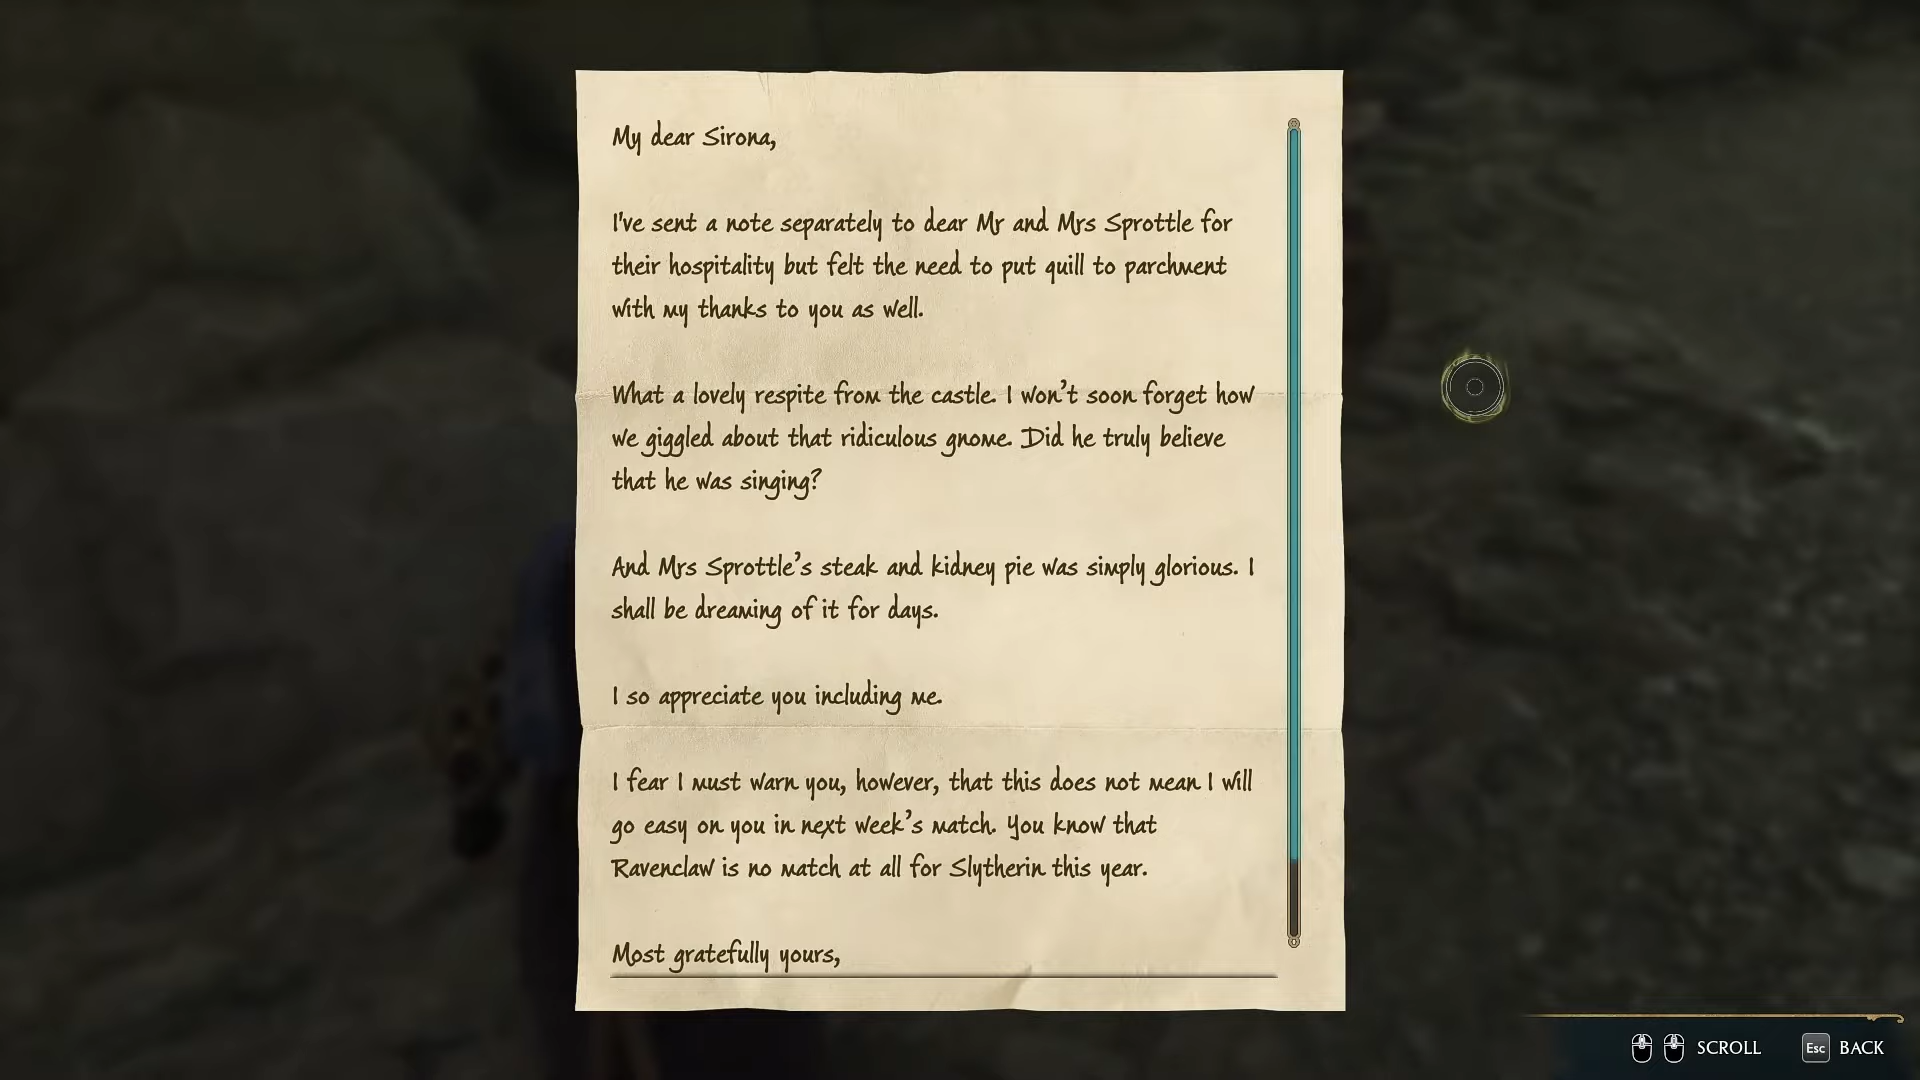 My dear Sirona,
I've sent a note separately to dear Mr and Mrs Sprottle for
their hospitality but felt the need to put quill to parchment
with my thanks to you as well.
What a lovely respite from the castle. I won't soon forget how
we giggled about that ridiculous gnome. Did he truly believe
that he was singing?
And Mrs Sprottle's steak and kidney pie was simply glorious. I
shall be dreaming of it for days.
I so appreciate you including me.
I fear I must warn you, however, that this does not mean I will
go easy on you in next week's match. You know that
Ravenclaw is no match at all for Slytherin this year.
Most gratefully yours,
SCROLL
Esc BACK